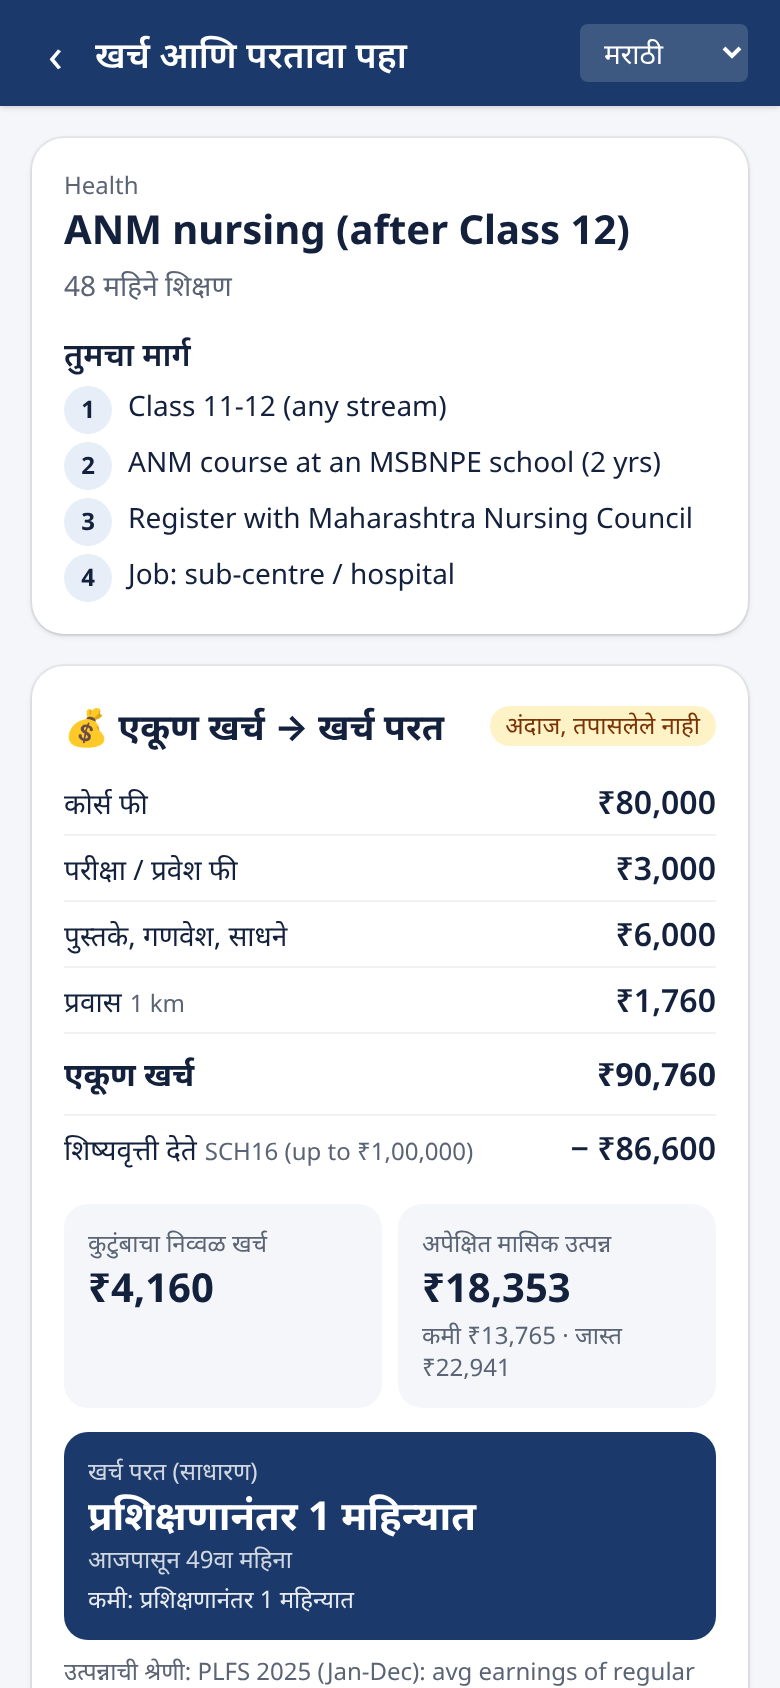 ‹ खर्च आणि परतावा पहा
मराठी
Health
ANM nursing (after Class 12)
48 महिने शिक्षण
तुमचा मार्ग
1 Class 11-12 (any stream)
2 ANM course at an MSBNPE school (2 yrs)
3 Register with Maharashtra Nursing Council
4 Job: sub-centre / hospital
💰 एकूण खर्च → खर्च परत
अंदाज, तपासलेले नाही
कोर्स फी ₹80,000
परीक्षा / प्रवेश फी ₹3,000
पुस्तके, गणवेश, साधने ₹6,000
प्रवास 1 km ₹1,760
एकूण खर्च ₹90,760
शिष्यवृत्ती देते SCH16 (up to ₹1,00,000) − ₹86,600
कुटुंबाचा निव्वळ खर्च
₹4,160
अपेक्षित मासिक उत्पन्न
₹18,353
कमी ₹13,765 · जास्त
₹22,941
खर्च परत (साधारण)
प्रशिक्षणानंतर 1 महिन्यात
आजपासून 49वा महिना
कमी: प्रशिक्षणानंतर 1 महिन्यात
उत्पन्नाची श्रेणी: PLFS 2025 (Jan-Dec): avg earnings of regular